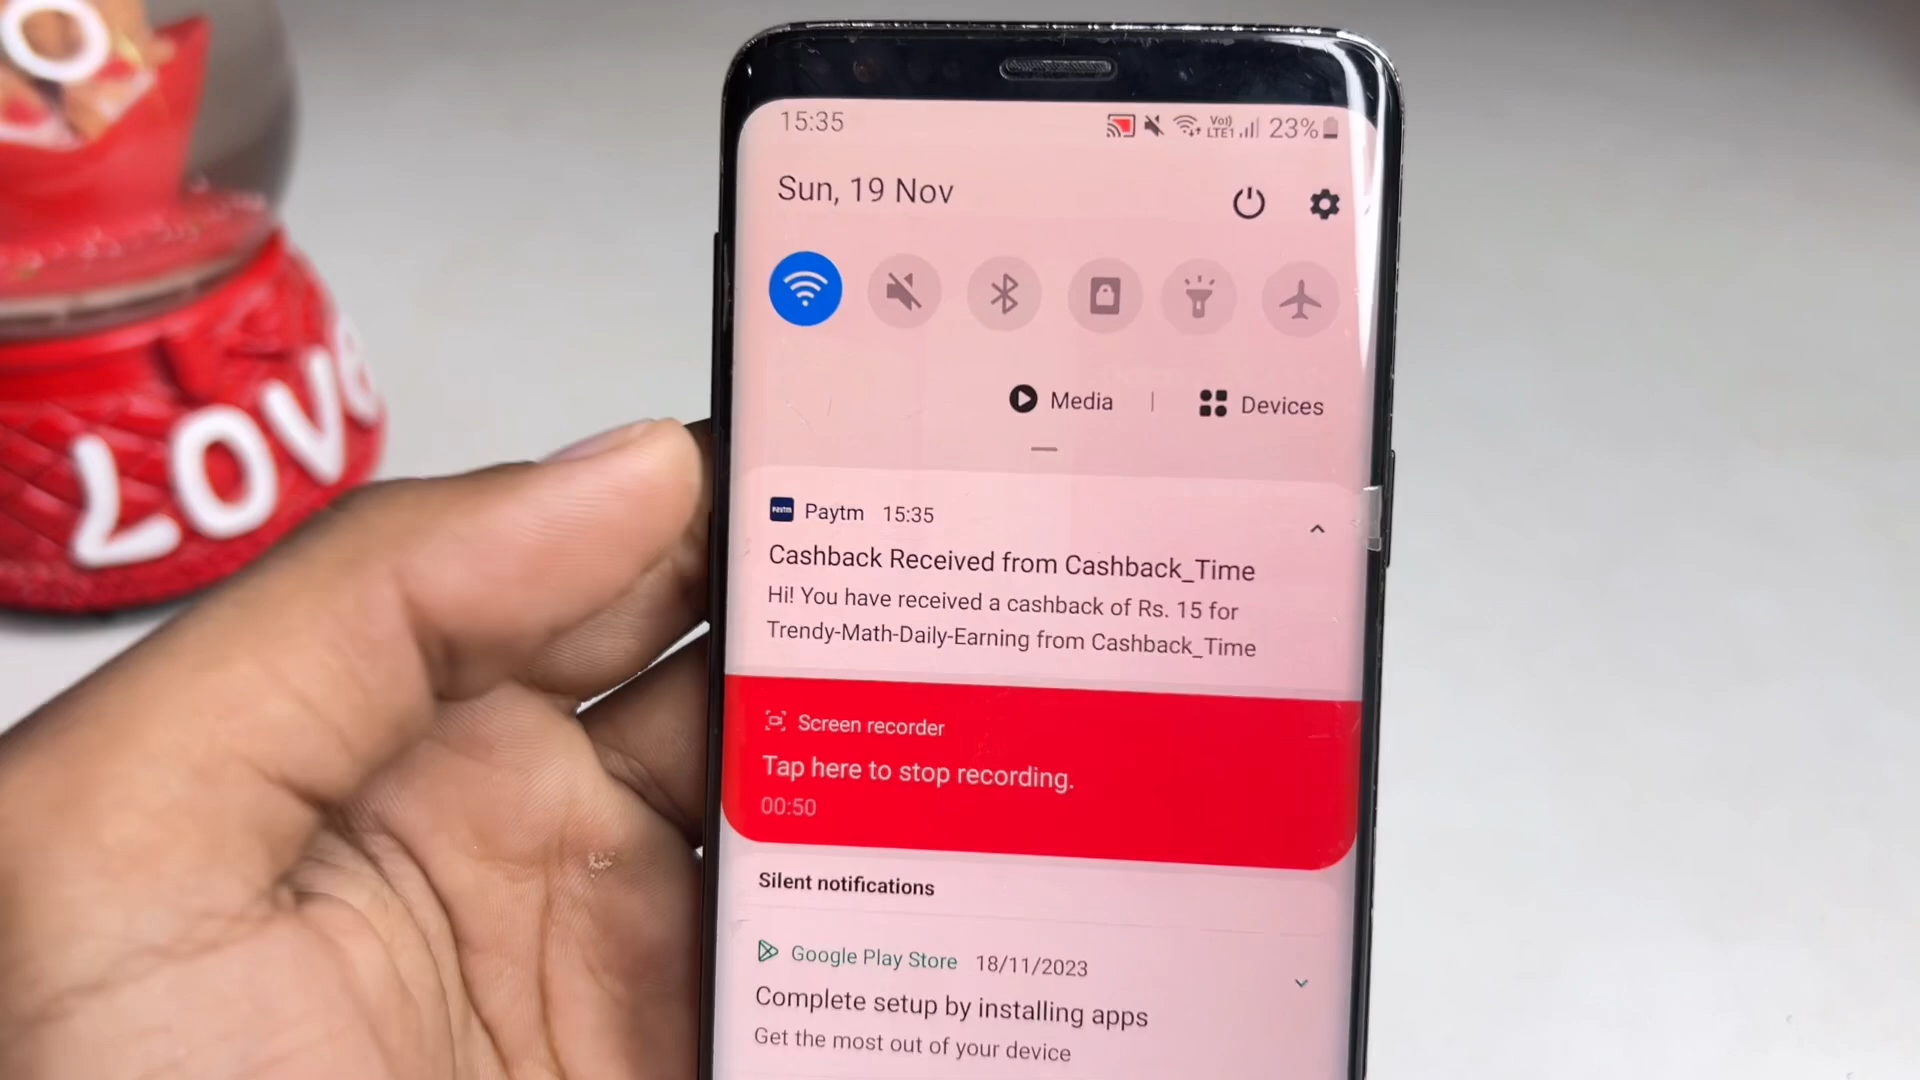 O
LOVE
15:35
Vo)) LTE1 23%
Sun, 19 Nov
Media | Devices
Paytm 15:35
Cashback Received from Cashback_Time
Hi! You have received a cashback of Rs. 15 for
Trendy-Math-Daily-Earning from Cashback_Time
Screen recorder
Tap here to stop recording.
00:50
Silent notifications
Google Play Store 18/11/2023
Complete setup by installing apps
Get the most out of your device